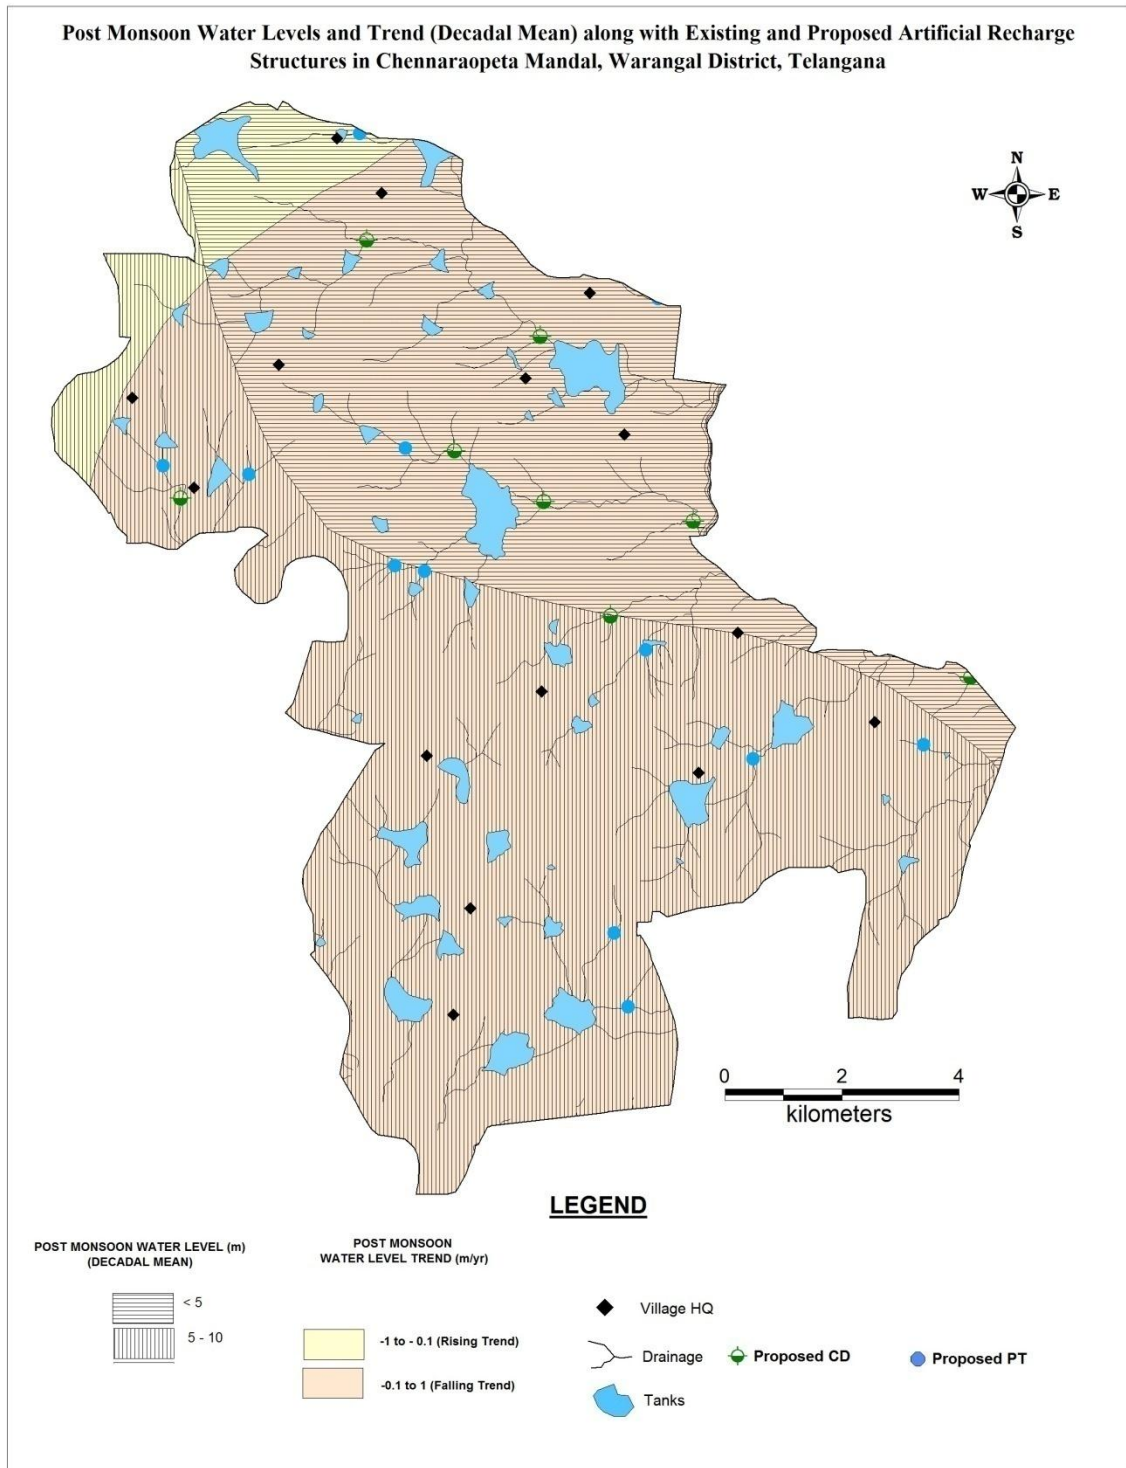 Post Monsoon Water Levels and Trend (Decadal Mean) along with Existing and Proposed Artificial Recharge
Structures in Chennaraopeta Mandal, Warangal District, Telangana
N
W E
S
0 2 4
kilometers
LEGEND
POST MONSOON WATER LEVEL (m)
(DECADAL MEAN)
< 5
5 - 10
POST MONSOON
WATER LEVEL TREND (m/yr)
-1 to - 0.1 (Rising Trend)
-0.1 to 1 (Falling Trend)
Village HQ
Drainage
Tanks
Proposed CD
Proposed PT